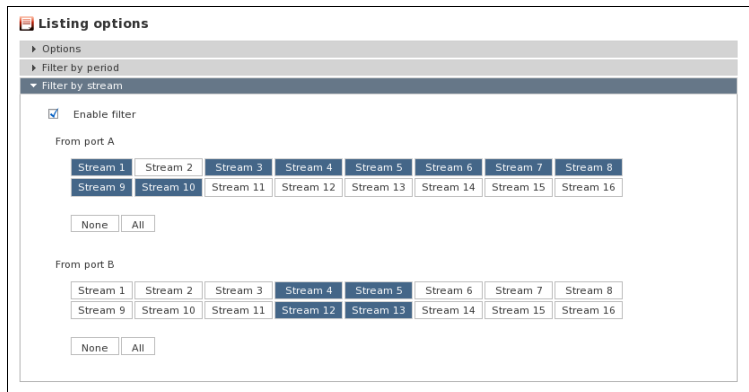 Listing options
Options
Filter by period
Filter by stream
Enable filter
From port A
Stream 1 Stream 2 Stream 3 Stream 4 Stream 5 Stream 6 Stream 7 Stream 8
Stream 9 Stream 10 Stream 11 Stream 12 Stream 13 Stream 14 Stream 15 Stream 16
None All
From port B
Stream 1 Stream 2 Stream 3 Stream 4 Stream 5 Stream 6 Stream 7 Stream 8
Stream 9 Stream 10 Stream 11 Stream 12 Stream 13 Stream 14 Stream 15 Stream 16
None All